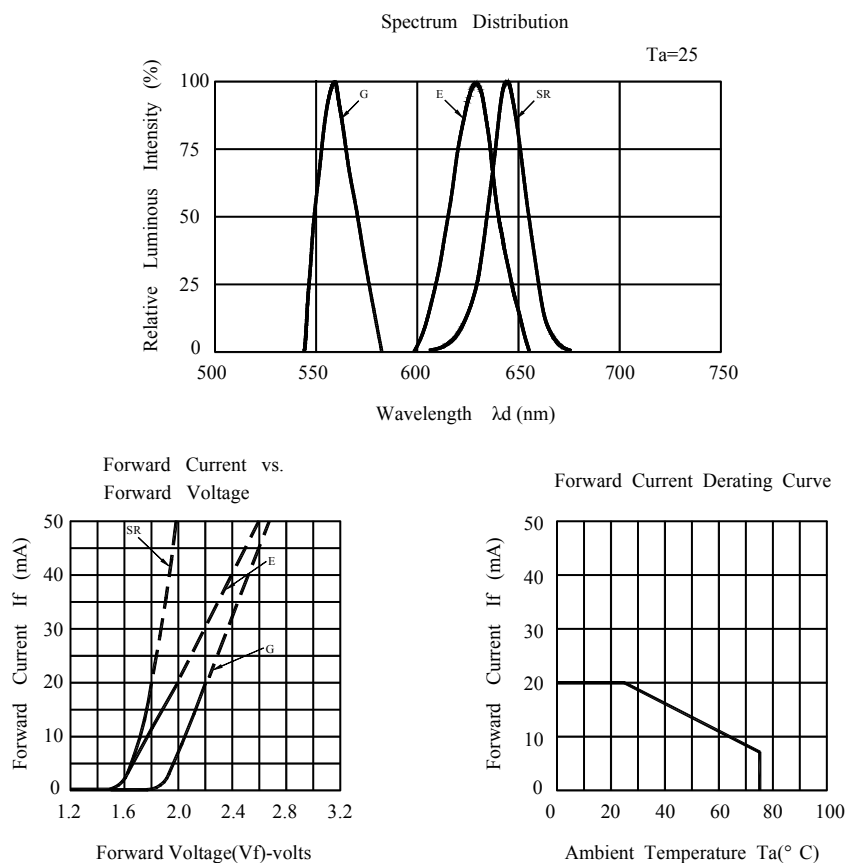 Spectrum Distribution
Ta=25
Relative Luminous Intensity (%)
100
75
50
25
0
G
E
SR
500 550 600 650 700 750
Wavelength λd (nm)
Forward Current vs.
Forward Voltage
Forward Current If (mA)
50
40
30
20
10
0
SR
E
G
1.2 1.6 2.0 2.4 2.8 3.2
Forward Voltage(Vf)-volts
Forward Current Derating Curve
Forward Current If (mA)
50
40
30
20
10
0
0 20 40 60 80 100
Ambient Temperature Ta(° C)